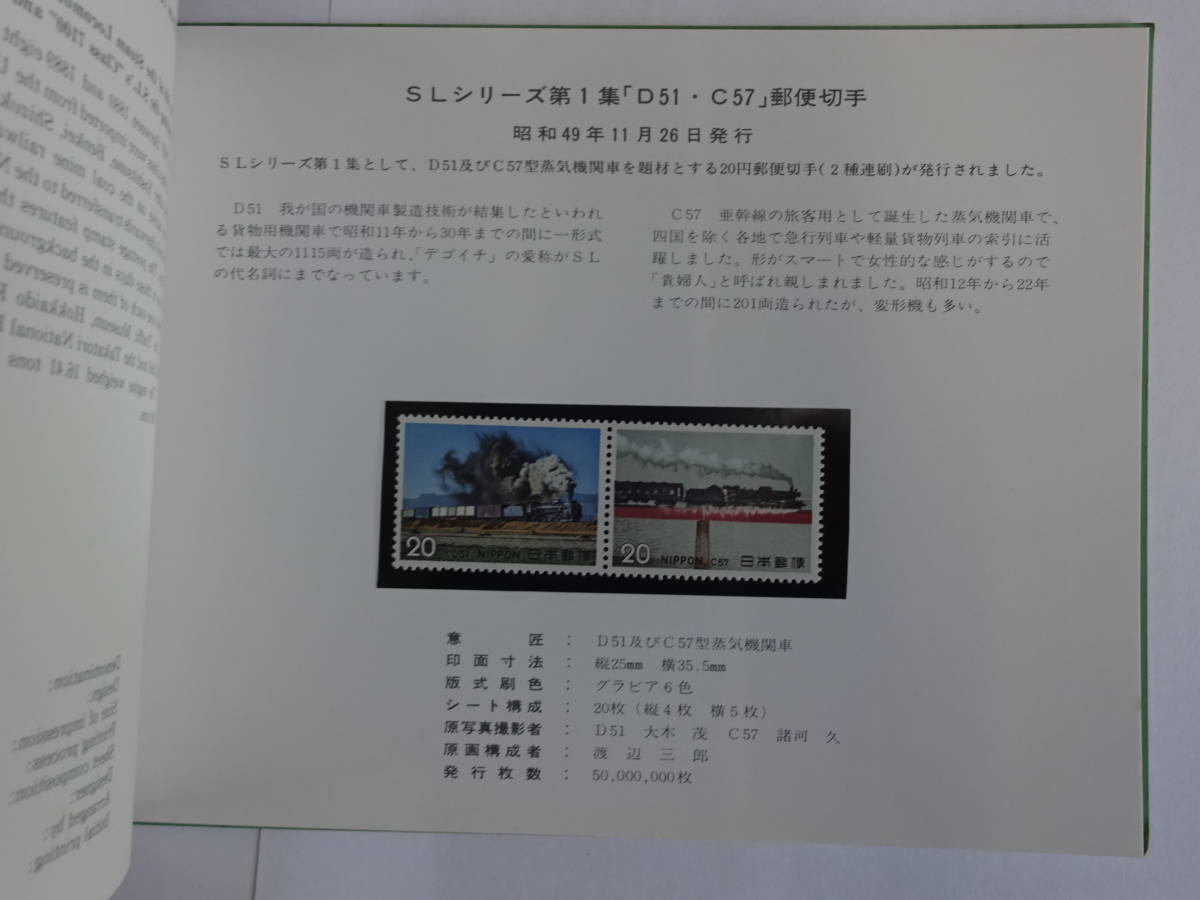 SLシリーズ第1集「D51・C57」郵便切手
昭和49年11月26日発行
SLシリーズ第1集として、D51及びC57型蒸気機関車を題材とする20円郵便切手(2種連刷)が発行されました。
D51 我が国の機関車製造技術が結集したといわれ
る貨物用機関車で昭和11年から30年までの間に一形式
では最大の1115両が造られ、「デゴイチ」の愛称がSL
の代名詞にまでなっています。
C57 亜幹線の旅客用として誕生した蒸気機関車で、
四国を除く各地で急行列車や軽量貨物列車の索引に活
躍しました。形がスマートで女性的な感じがするので
「貴婦人」と呼ばれ親しまれました。昭和12年から22年
までの間に201両造られたが、変形機も多い。
20 D51 NIPPON 日本郵便
20 NIPPON C57 日本郵便
意匠: D51及びC57型蒸気機関車
印面寸法: 縦25mm 横35.5mm
版式刷色: グラビア6色
シート構成: 20枚(縦4枚 横5枚)
原写真撮影者: D51 大木 茂 C57 諸河 久
原画構成者: 渡辺三郎
発行枚数: 50,000,000枚
Denomination:
Design:
Size of impression:
Printing process:
Sheet composition:
Designer:
Arranged by:
Initial printing: